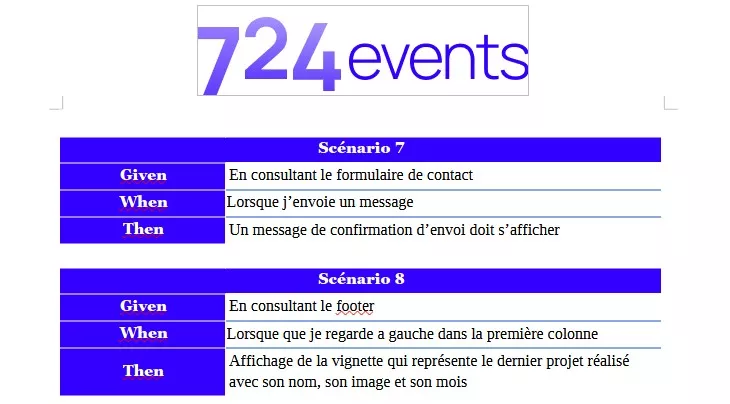 724 events
Scénario 7
Given En consultant le formulaire de contact
When Lorsque j’envoie un message
Then Un message de confirmation d’envoi doit s’afficher
Scénario 8
Given En consultant le footer
When Lorsque que je regarde a gauche dans la première colonne
Then Affichage de la vignette qui représente le dernier projet réalisé
avec son nom, son image et son mois